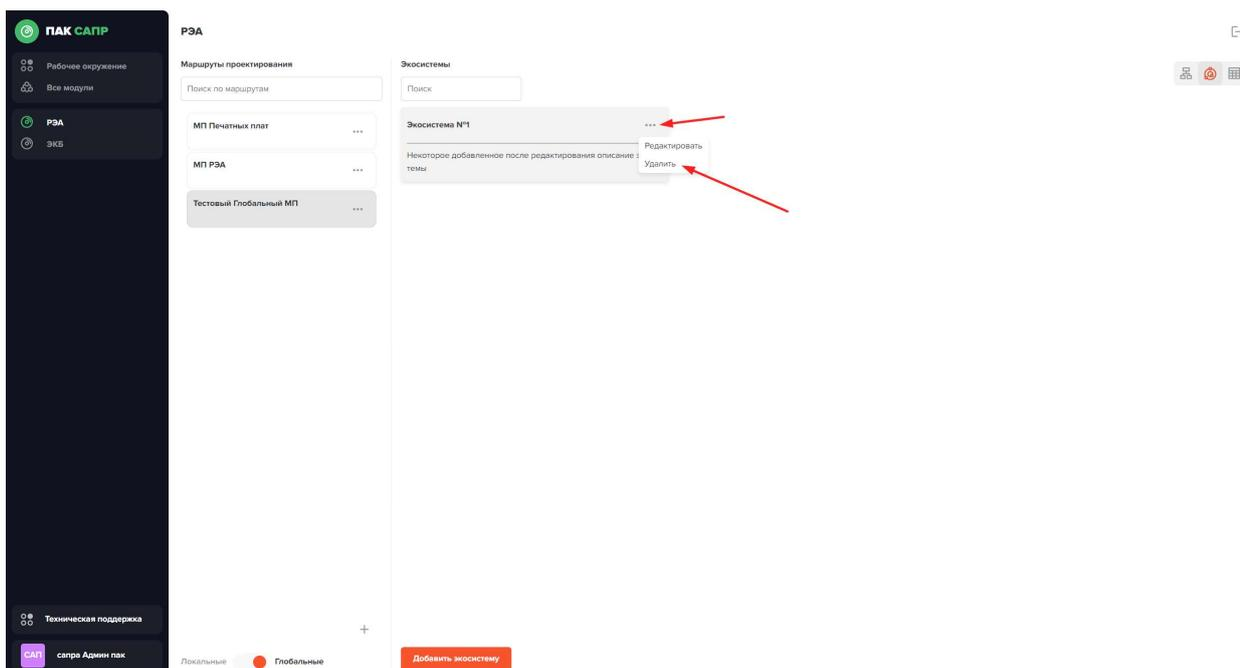 ПАК САПР
Рабочее окружение
Все модули
РЭА
ЭКБ
Техническая поддержка
САП
сапра Админ пак
РЭА
Маршруты проектирования
Поиск по маршрутам
МП Печатных плат
МП РЭА
Тестовый Глобальный МП
Локальные
Глобальные
Экосистемы
Поиск
Экосистема №1
Редактировать
Удалить
Некоторое добавленное после редактирования описание
темы
Добавить экосистему